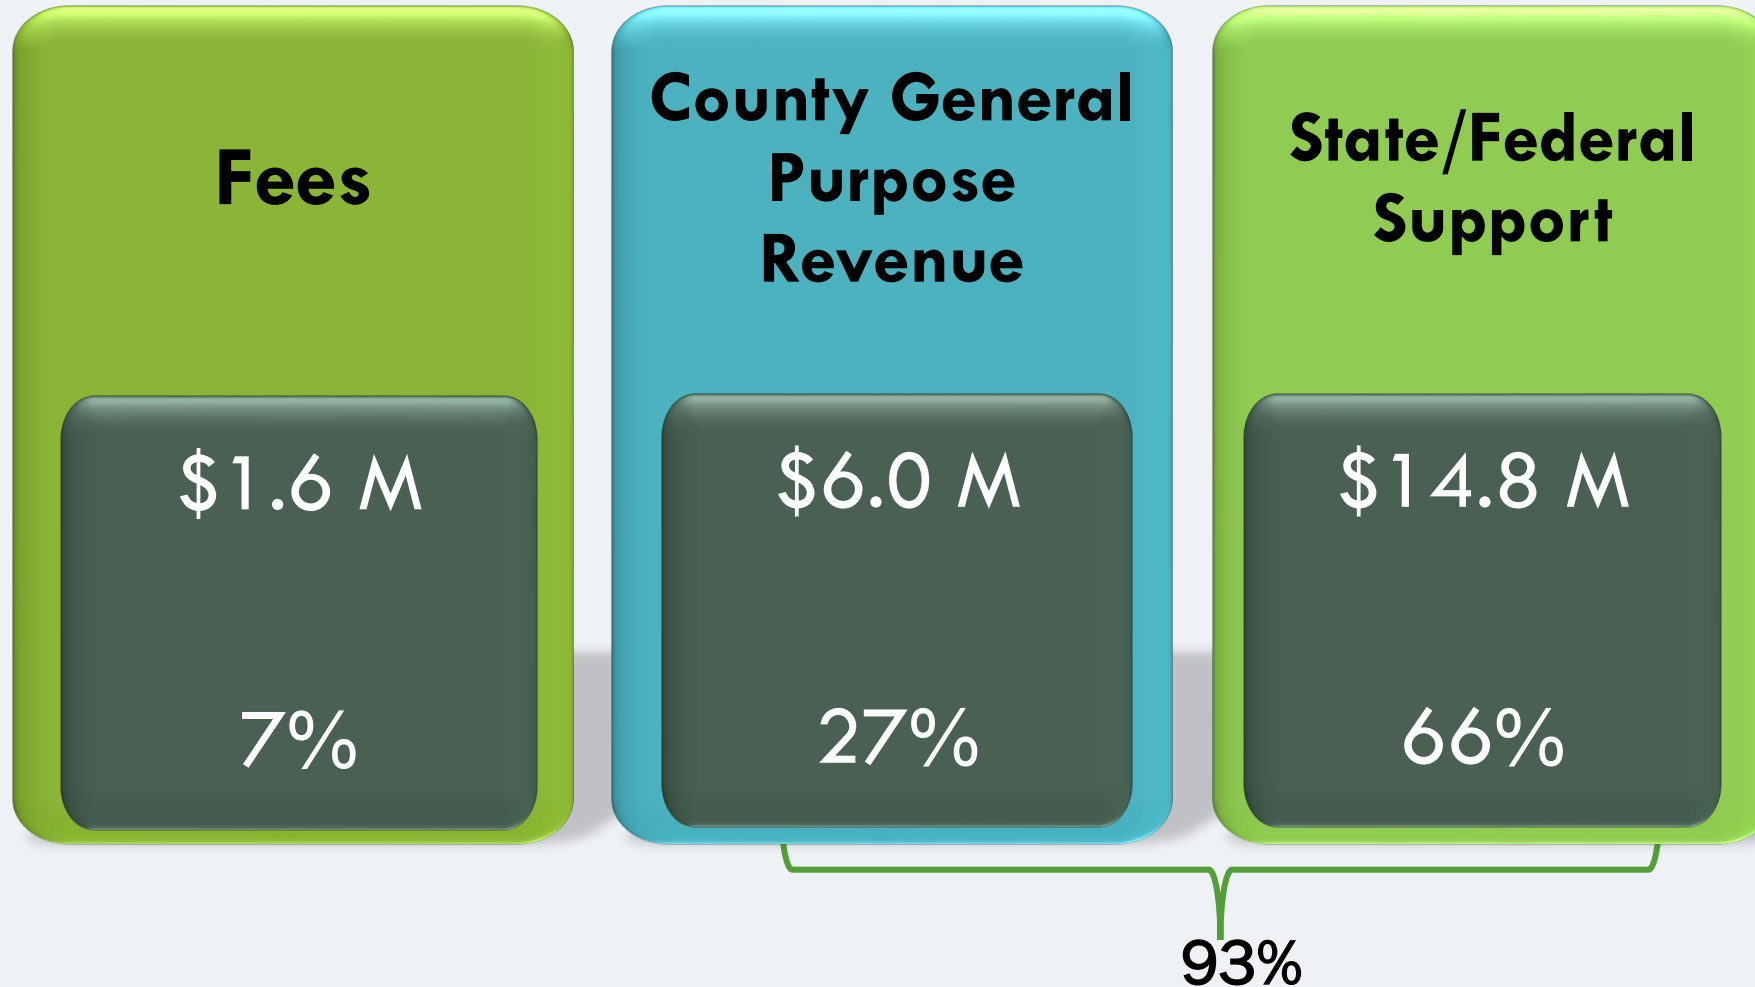 Fees
$1.6 M
7%
County General
Purpose
Revenue
$6.0 M
27%
State/Federal
Support
$14.8 M
66%
93%